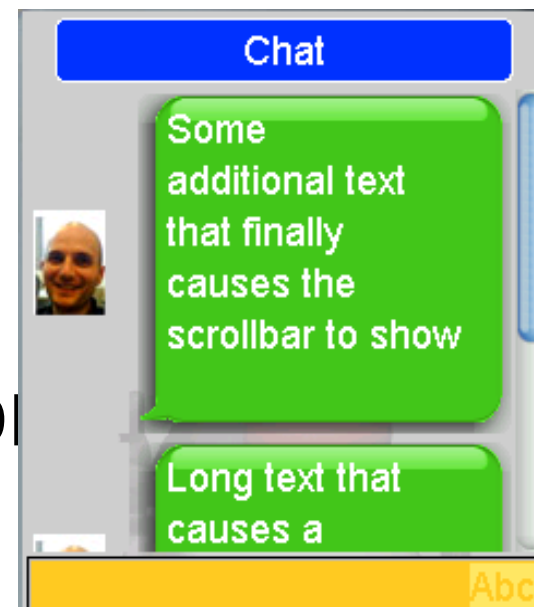 Chat
Some
additional text
that finally
causes the
scrollbar to show
Long text that
causes a
Abc